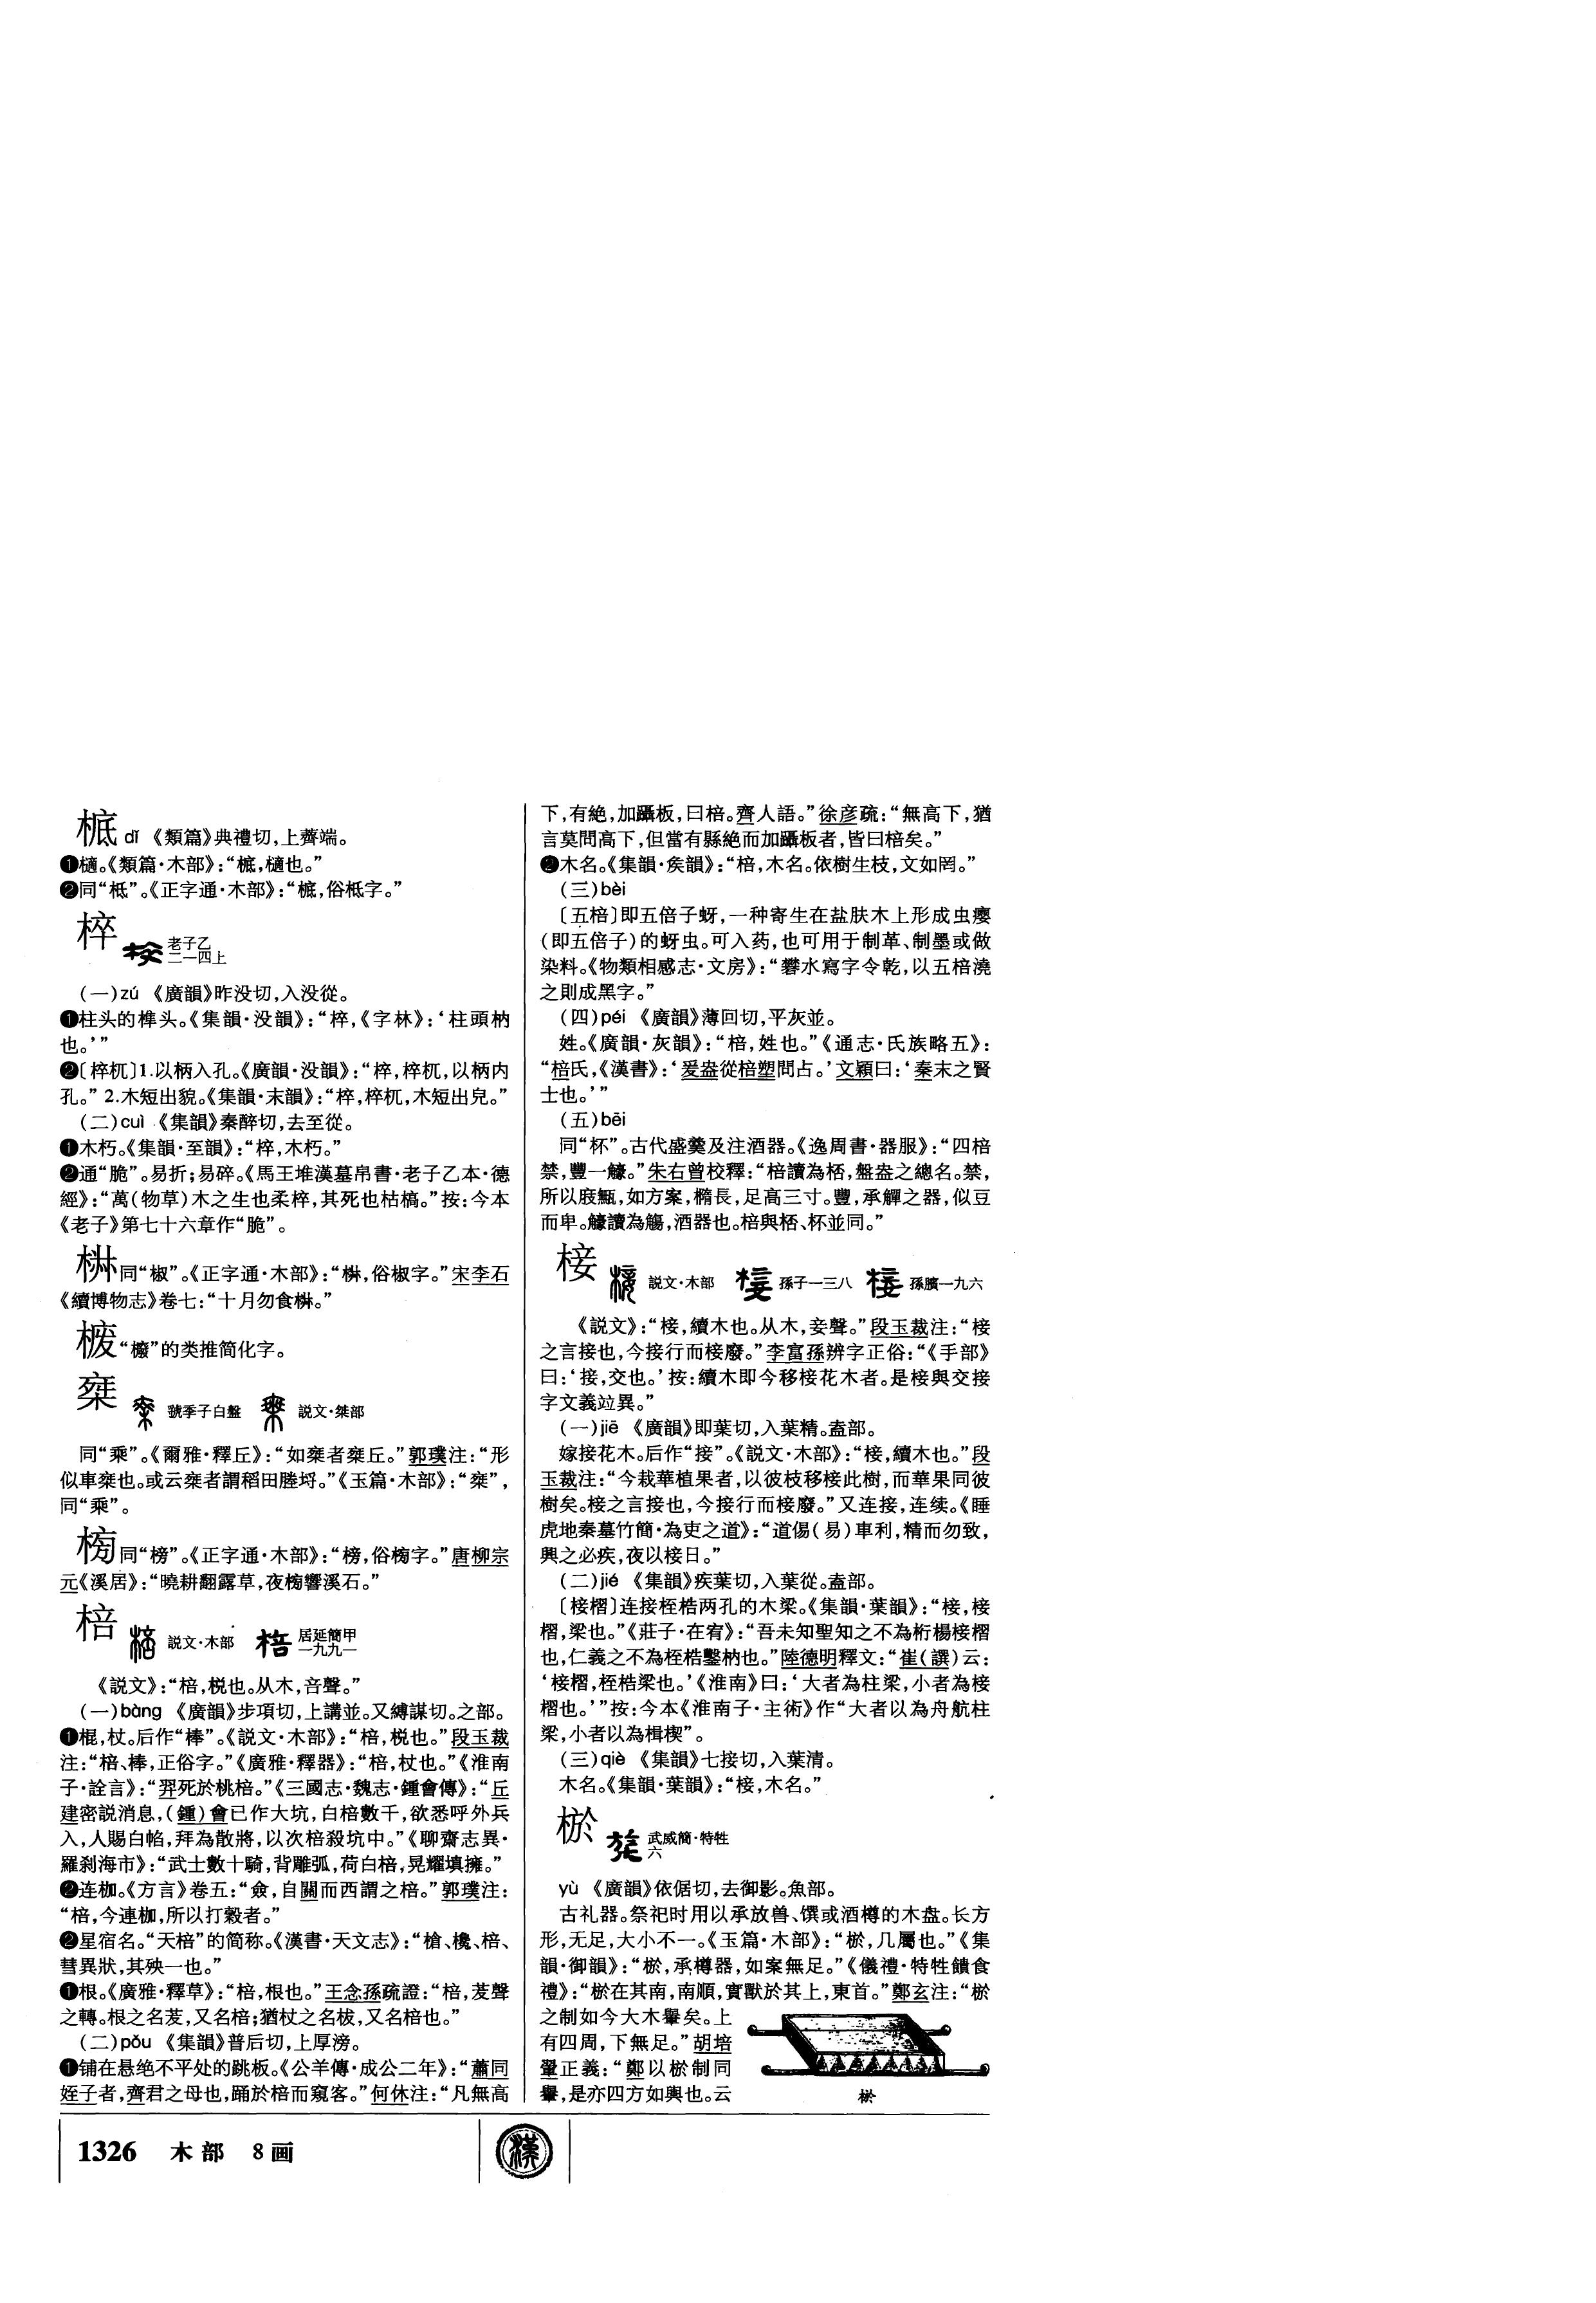 㭽 dǐ 《類篇》典禮切，上薺端。
❶樀。《類篇·木部》：“㭽，樀也。”
❷同“柢”。《正字通·木部》：“㭽，俗柢字。”
椊 老子乙
二一四上
（一）zú 《廣韻》昨没切，入没從。
❶柱头的榫头。《集韻·没韻》：“椊，《字林》：‘柱頭枘
也。’”
❷〔椊杌〕1.以柄入孔。《廣韻·没韻》：“椊，椊杌，以柄内
孔。” 2.木短出貌。《集韻·末韻》：“椊，椊杌，木短出皃。”
（二）cuì 《集韻》秦醉切，去至從。
❶木朽。《集韻·至韻》：“椊，木朽。”
❷通“脆”。易折；易碎。《馬王堆漢墓帛書·老子乙本·德
經》：“萬（物草）木之生也柔椊，其死也枯槁。”按：今本
《老子》第七十六章作“脆”。
同“椒”。《正字通·木部》：“俗椒字。”宋李石
《續博物志》卷七：“十月勿食
“橃”的类推简化字。
椉 虢季子白盤 説文·桀部
同“乘”。《爾雅·釋丘》：“如椉者椉丘。”郭璞注：“形
似車椉也。或云椉者謂稻田塍埒。”《玉篇·木部》：“椉”，
同“乘”。
同“榜”。《正字通·木部》：“榜，俗字。”唐柳宗
元《溪居》：“曉耕翻露草，夜響溪石。”
棓 説文·木部 居延簡甲
一九九一
《説文》：“棓，棁也。从木，咅聲。”
（一）bàng 《廣韻》步項切，上講並。又縛謀切。之部。
❶棍，杖。后作“棒”。《説文·木部》：“棓，棁也。”段玉裁
注：“棓、棒，正俗字。”《廣雅·釋器》：“棓，杖也。”《淮南
子·詮言》：“羿死於桃棓。”《三國志·魏志·鍾會傳》：“丘
建密説消息，（鍾）會已作大坑，白棓數千，欲悉呼外兵
入，人賜白㡊，拜為散將，以次棓殺坑中。”《聊齋志異·
羅刹海市》：“武士數十騎，背雕弧，荷白棓，晃耀填擁。”
❷连枷。《方言》卷五：“僉，自關而西謂之棓。”郭璞注：
“棓，今連枷，所以打穀者。”
❷星宿名。“天棓”的简称。《漢書·天文志》：“槍、欃、棓、
彗異狀，其殃一也。”
❶根。《廣雅·釋草》：“棓，根也。”王念孫疏證：“棓，茇聲
之轉。根之名茇，又名棓；猶杖之名柭，又名棓也。”
（二）pǒu 《集韻》普后切，上厚滂。
❶铺在悬绝不平处的跳板。《公羊傳·成公二年》：“蕭同
姪子者，齊君之母也，踊於棓而窺客。”何休注：“凡無高
下，有絶，加躡板，曰棓。齊人語。”徐彦疏：“無高下，猶
言莫問高下，但當有縣絶而加躡板者，皆曰棓矣。”
❷木名。《集韻·矦韻》：“棓，木名。依樹生枝，文如罔。”
（三）bèi
〔五棓〕即五倍子蚜，一种寄生在盐肤木上形成虫瘿
（即五倍子）的蚜虫。可入药，也可用于制革、制墨或做
染料。《物類相感志·文房》：“礬水寫字令乾，以五棓澆
之則成黑字。”
（四）péi 《廣韻》薄回切，平灰並。
姓。《廣韻·灰韻》：“棓，姓也。”《通志·氏族略五》：
“棓氏，《漢書》：‘爰盎從棓塑問占。’文穎曰：‘秦末之賢
士也。’”
（五）bēi
同“杯”。古代盛羹及注酒器。《逸周書·器服》：“四棓
禁，豐一觴。”朱右曾校釋：“棓讀為桮，盤盎之總名。禁，
所以庪甒，如方案，橢長，足高三寸。豐，承觶之器，似豆
而卑。讀為觴，酒器也。棓與桮、杯並同。”
椄 説文·木部 孫子一三八 孫臏一九六
《説文》：“椄，續木也。从木，妾聲。”段玉裁注：“椄
之言接也，今接行而椄廢。”李富孫辨字正俗：“《手部》
曰：‘接，交也。’按：續木即今移接花木者。是椄與交接
字文義竝異。”
（一）jiē 《廣韻》即葉切，入葉精。盍部。
嫁接花木。后作“接”。《説文·木部》：“椄，續木也。”段
玉裁注：“今栽華植果者，以彼枝移接此樹，而華果同彼
樹矣。椄之言接也，今接行而椄廢。”又连接，连续。《睡
虎地秦墓竹簡·為吏之道》：“道傷（易）車利，精而勿致，
興之必疾，夜以椄日。”
（二）jié 《集韻》疾葉切，入葉從。盍部。
〔椄槢〕连接桎梏两孔的木梁。《集韻·葉韻》：“椄，椄
槢，梁也。”《莊子·在宥》：“吾未知聖知之不為桁楊椄槢
也，仁義之不為桎梏鑿枘也。”陸德明釋文：“崔（譔）云：
‘椄槢，桎梏梁也。’《淮南》曰：‘大者為柱梁，小者為椄
槢也。’”按：今本《淮南子·主術》作“大者以為舟航柱
梁，小者以為楫楔”。
（三）qiè 《集韻》七接切，入葉清。
木名。《集韻·葉韻》：“椄，木名。”
棜 武威簡·特牲
六
yù 《廣韻》依倨切，去御影。魚部。
古礼器。祭祀时用以承放兽、馔或酒樽的木盘。长方
形，无足，大小不一。《玉篇·木部》：“棜，几屬也。”《集
韻·御韻》：“棜，承樽器，如案無足。”《儀禮·特牲饋食
禮》：“棜在其南，南順，實獸於其上，東首。”鄭玄注：“棜
之制如今大木轝矣。上
有四周，下無足。”胡培
翬正義：“鄭以棜制同
轝，是亦四方如輿也。云
棜
1326 木部 8画
漢